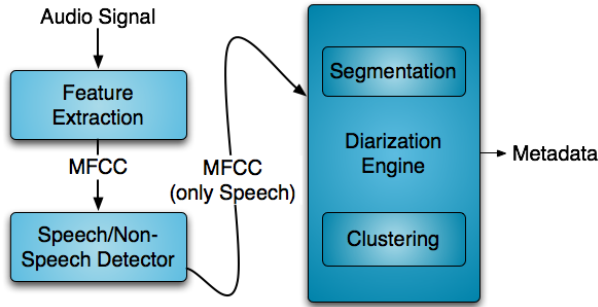 Audio Signal
Feature
Extraction
MFCC
Speech/Non-
Speech Detector
MFCC
(only Speech)
Segmentation
Diarization
Engine
Clustering
Metadata